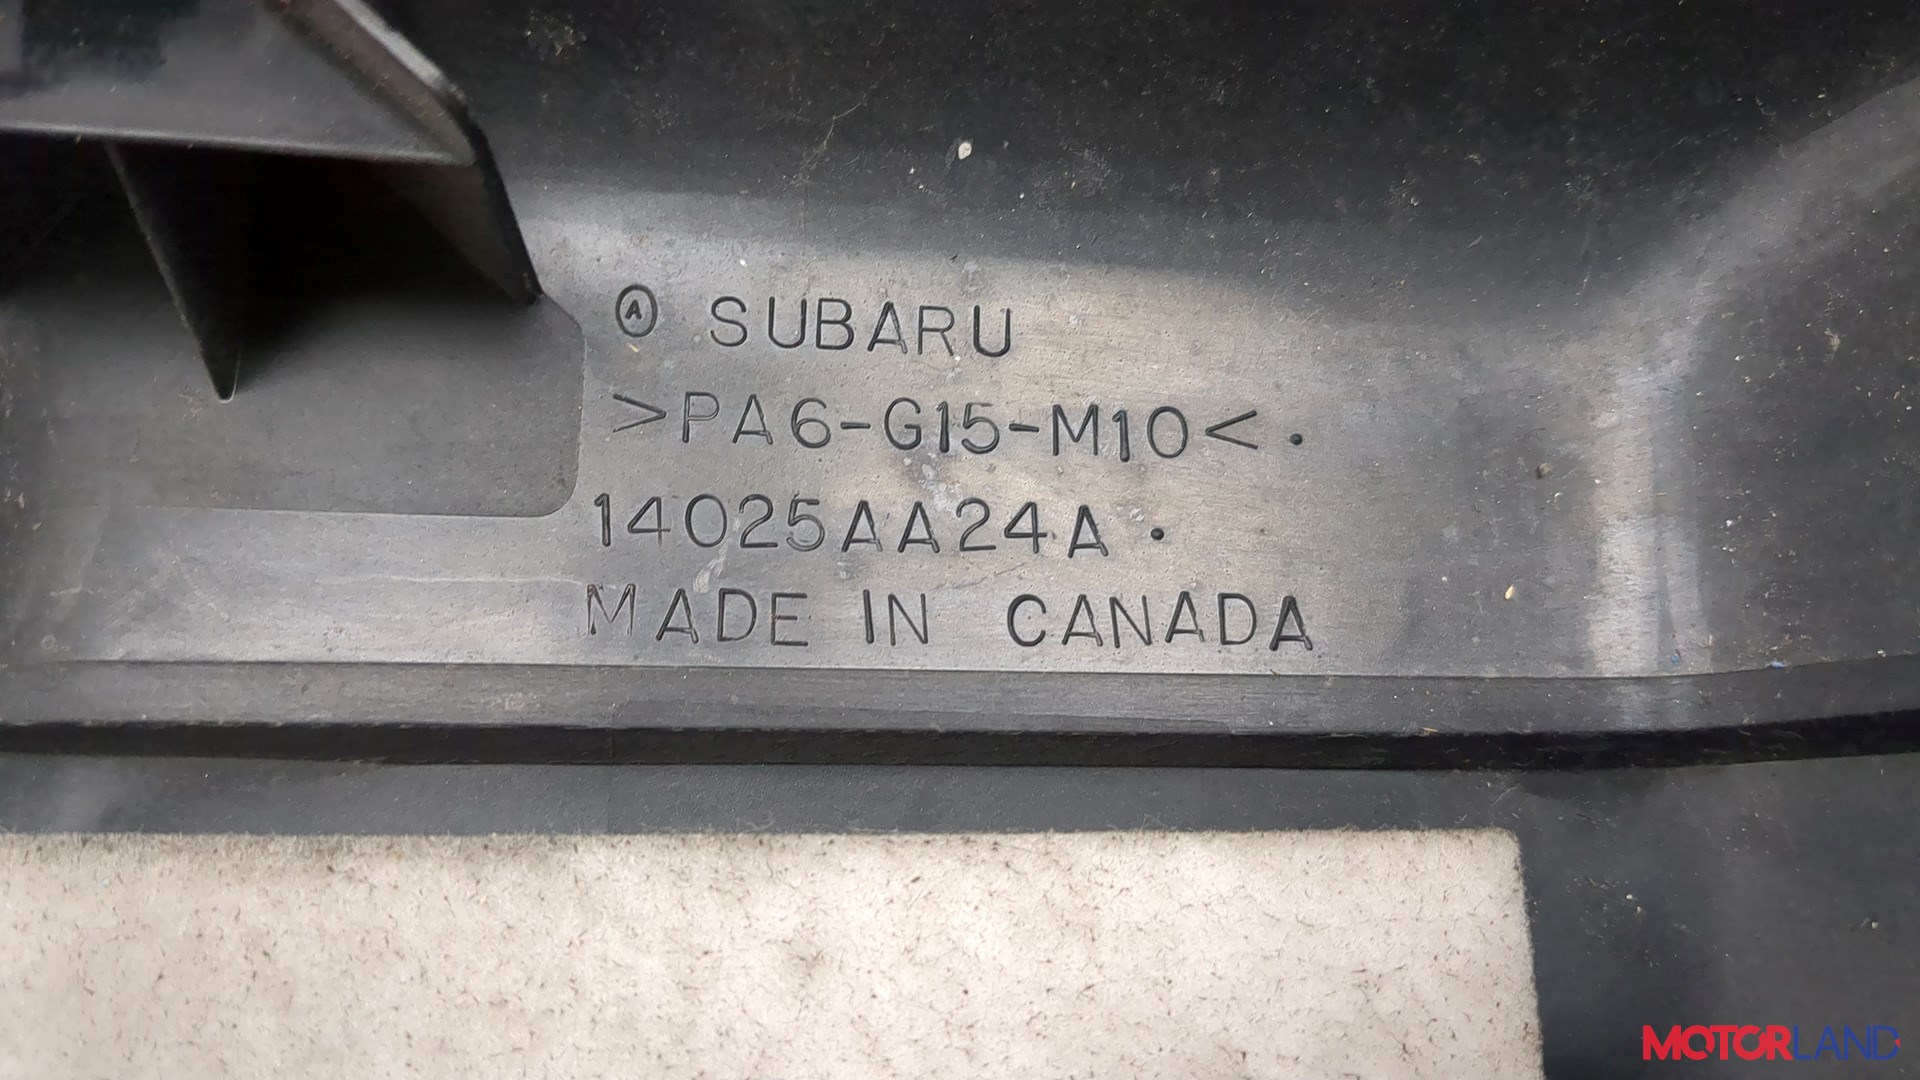 Ⓐ SUBARU
>PA6-G15-M10<.
14025AA24A.
MADE IN CANADA
MOTORLAND